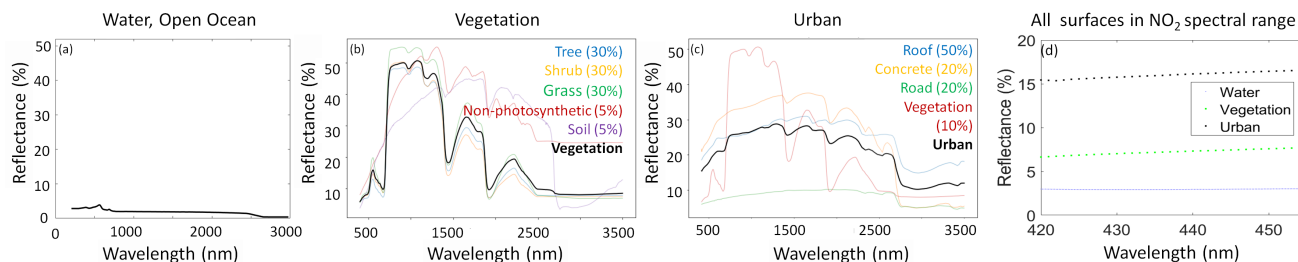 Water, Open Ocean
(a)
50
40
30
20
10
0
0
1000
2000
3000
Reflectance (%)
Wavelength (nm)
Vegetation
(b)
Tree (30%)
Shrub (30%)
Grass (30%)
Non-photosynthetic (5%)
Soil (5%)
Vegetation
50
40
30
20
10
500
1500
2500
3500
Reflectance (%)
Wavelength (nm)
Urban
(c)
Roof (50%)
Concrete (20%)
Road (20%)
Vegetation
(10%)
Urban
50
40
30
20
10
500
1500
2500
3500
Reflectance (%)
Wavelength (nm)
All surfaces in NO₂ spectral range
(d)
Water
Vegetation
Urban
20
15
10
5
0
420
430
440
450
Reflectance (%)
Wavelength (nm)